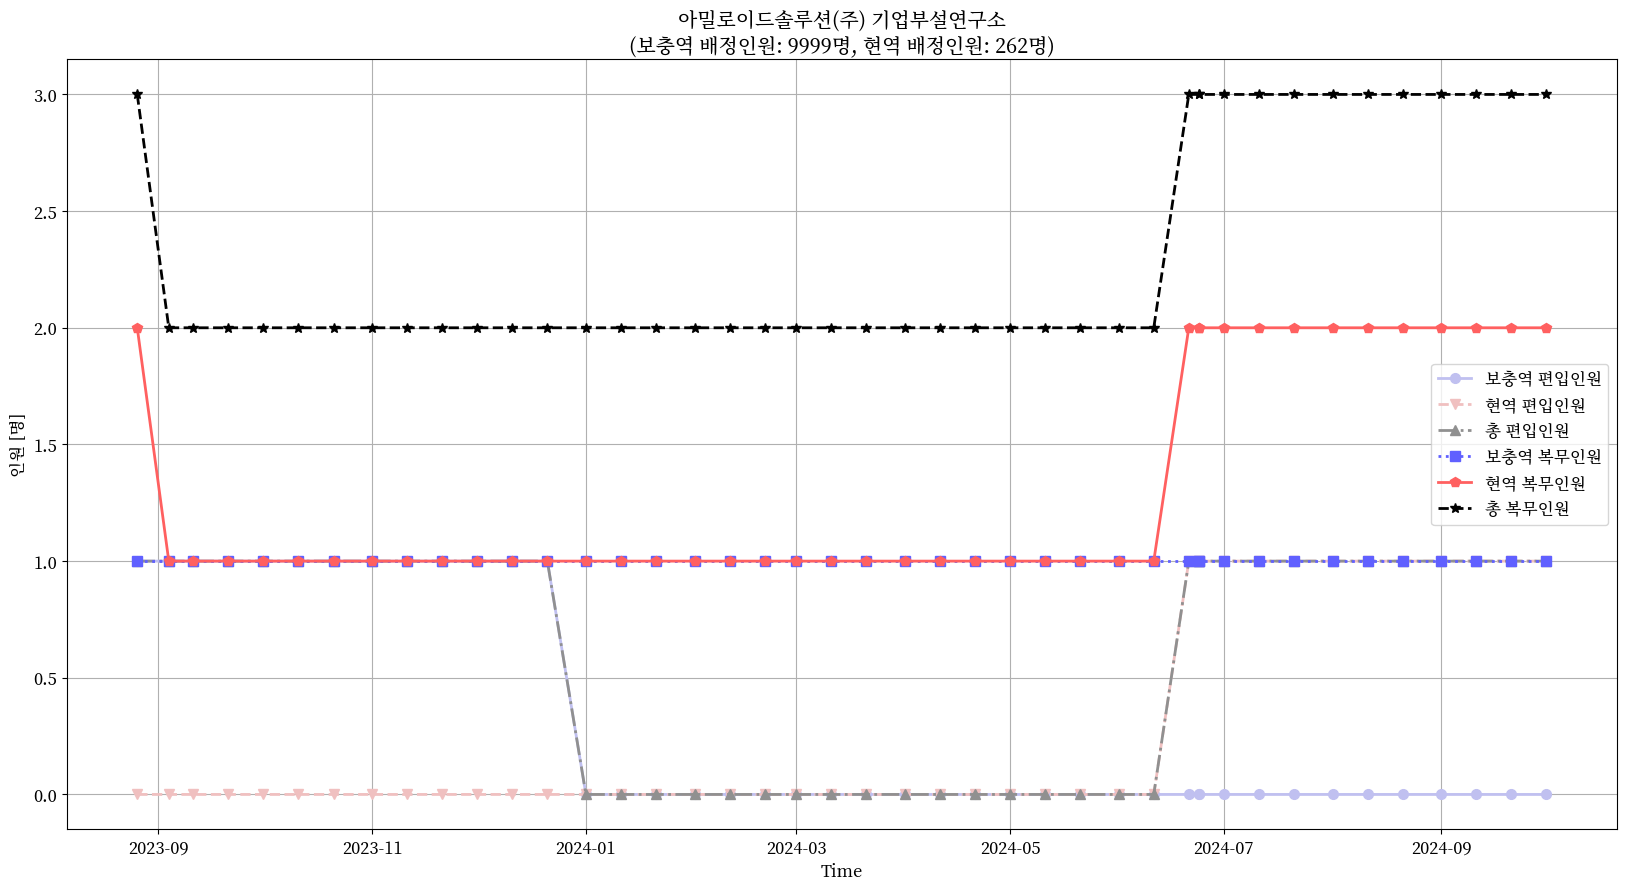 아밀로이드솔루션(주) 기업부설연구소
(보충역 배정인원: 9999명, 현역 배정인원: 262명)
인원 [명]
3.0
2.5
2.0
1.5
1.0
0.5
0.0
보충역 편입인원
현역 편입인원
총 편입인원
보충역 복무인원
현역 복무인원
총 복무인원
2023-09 2023-11 2024-01 2024-03 2024-05 2024-07 2024-09
Time